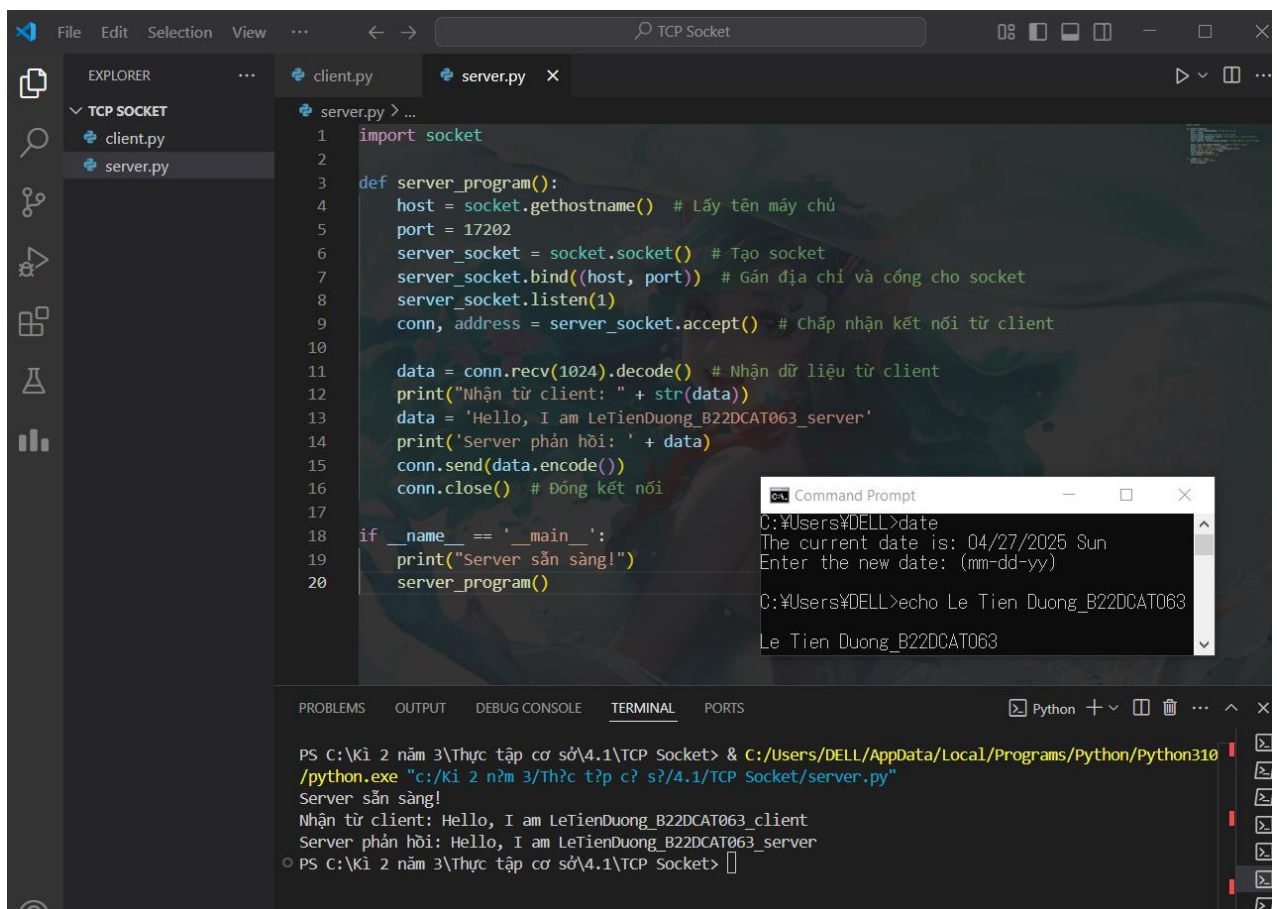 File Edit Selection View ... TCP Socket
EXPLORER ...
TCP SOCKET
client.py
server.py
client.py server.py
server.py > ...
1 import socket
2
3 def server_program():
4 host = socket.gethostname() # Lấy tên máy chủ
5 port = 17202
6 server_socket = socket.socket() # Tạo socket
7 server_socket.bind((host, port)) # Gán địa chỉ và cổng cho socket
8 server_socket.listen(1)
9 conn, address = server_socket.accept() # Chấp nhận kết nối từ client
10
11 data = conn.recv(1024).decode() # Nhận dữ liệu từ client
12 print("Nhận từ client: " + str(data))
13 data = 'Hello, I am LeTienDuong_B22DCAT063_server'
14 print('Server phản hồi: ' + data)
15 conn.send(data.encode())
16 conn.close() # Đóng kết nối
17
18 if __name__ == '__main__':
19 print("Server sẵn sàng!")
20 server_program()
Command Prompt
C:¥Users¥DELL>date
The current date is: 04/27/2025 Sun
Enter the new date: (mm-dd-yy)
C:¥Users¥DELL>echo Le Tien Duong_B22DCAT063
Le Tien Duong_B22DCAT063
PROBLEMS OUTPUT DEBUG CONSOLE TERMINAL PORTS
Python
PS C:\Kì 2 năm 3\Thực tập cơ sở\4.1\TCP Socket> & C:/Users/DELL/AppData/Local/Programs/Python/Python310
/python.exe "c:/Kì 2 n?m 3/Th?c t?p c? s?/4.1/TCP Socket/server.py"
Server sẵn sàng!
Nhận từ client: Hello, I am LeTienDuong_B22DCAT063_client
Server phản hồi: Hello, I am LeTienDuong_B22DCAT063_server
PS C:\Kì 2 năm 3\Thực tập cơ sở\4.1\TCP Socket>